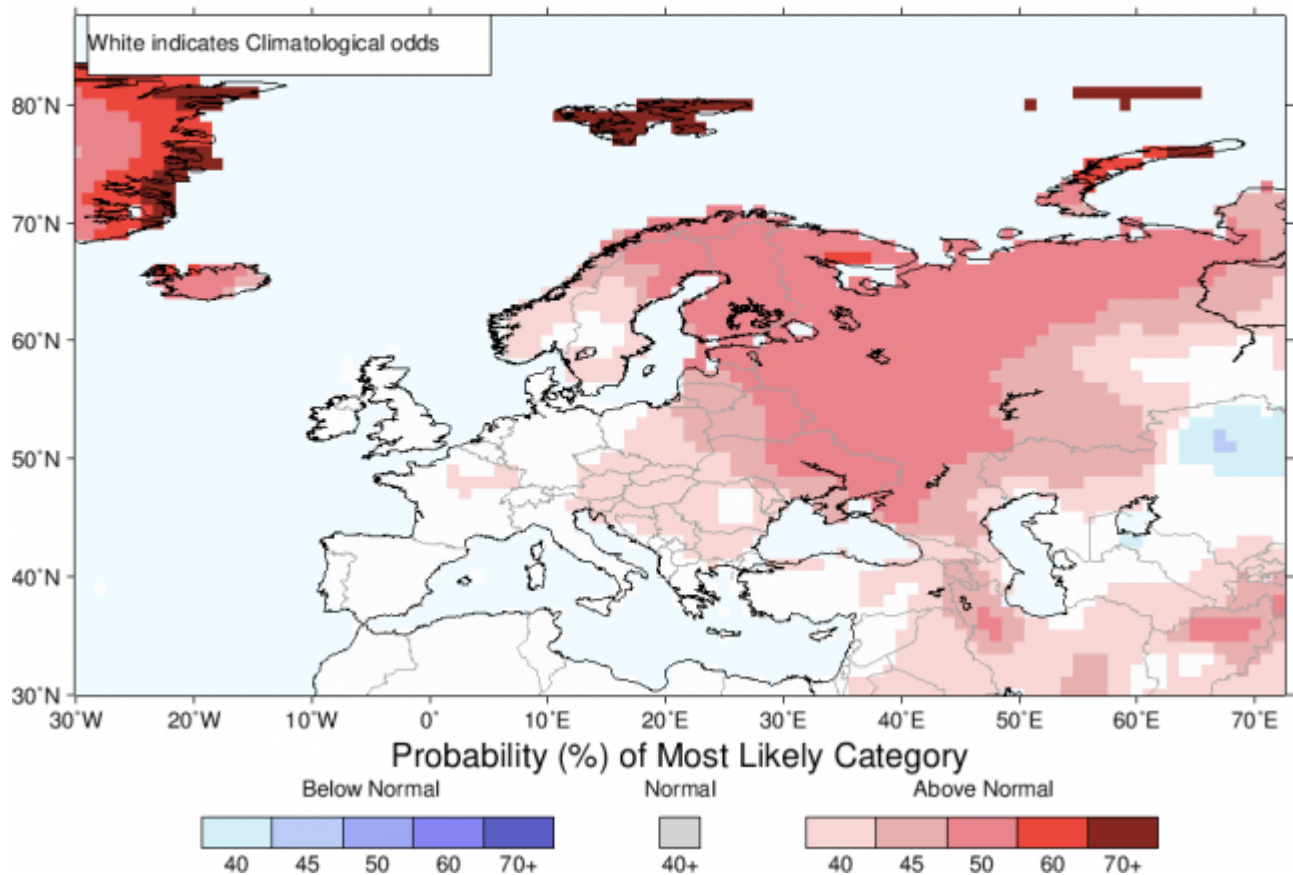 White indicates Climatological odds
80°N
70°N
60°N
50°N
40°N
30°N
30°W 20°W 10°W 0° 10°E 20°E 30°E 40°E 50°E 60°E 70°E
Probability (%) of Most Likely Category
Below Normal Normal Above Normal
40 45 50 60 70+ 40+ 40 45 50 60 70+